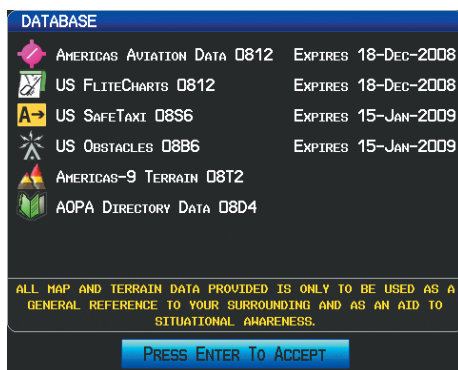 DATABASE
AMERICAS AVIATION DATA 0812 EXPIRES 18-DEC-2008
US FLITECHARTS 0812 EXPIRES 18-DEC-2008
A→ US SAFETAXI 08S6 EXPIRES 15-JAN-2009
US OBSTACLES 08B6 EXPIRES 15-JAN-2009
AMERICAS-9 TERRAIN 08T2
AOPA DIRECTORY DATA 08D4
ALL MAP AND TERRAIN DATA PROVIDED IS ONLY TO BE USED AS A
GENERAL REFERENCE TO YOUR SURROUNDING AND AS AN AID TO
SITUATIONAL AWARENESS.
PRESS ENTER TO ACCEPT